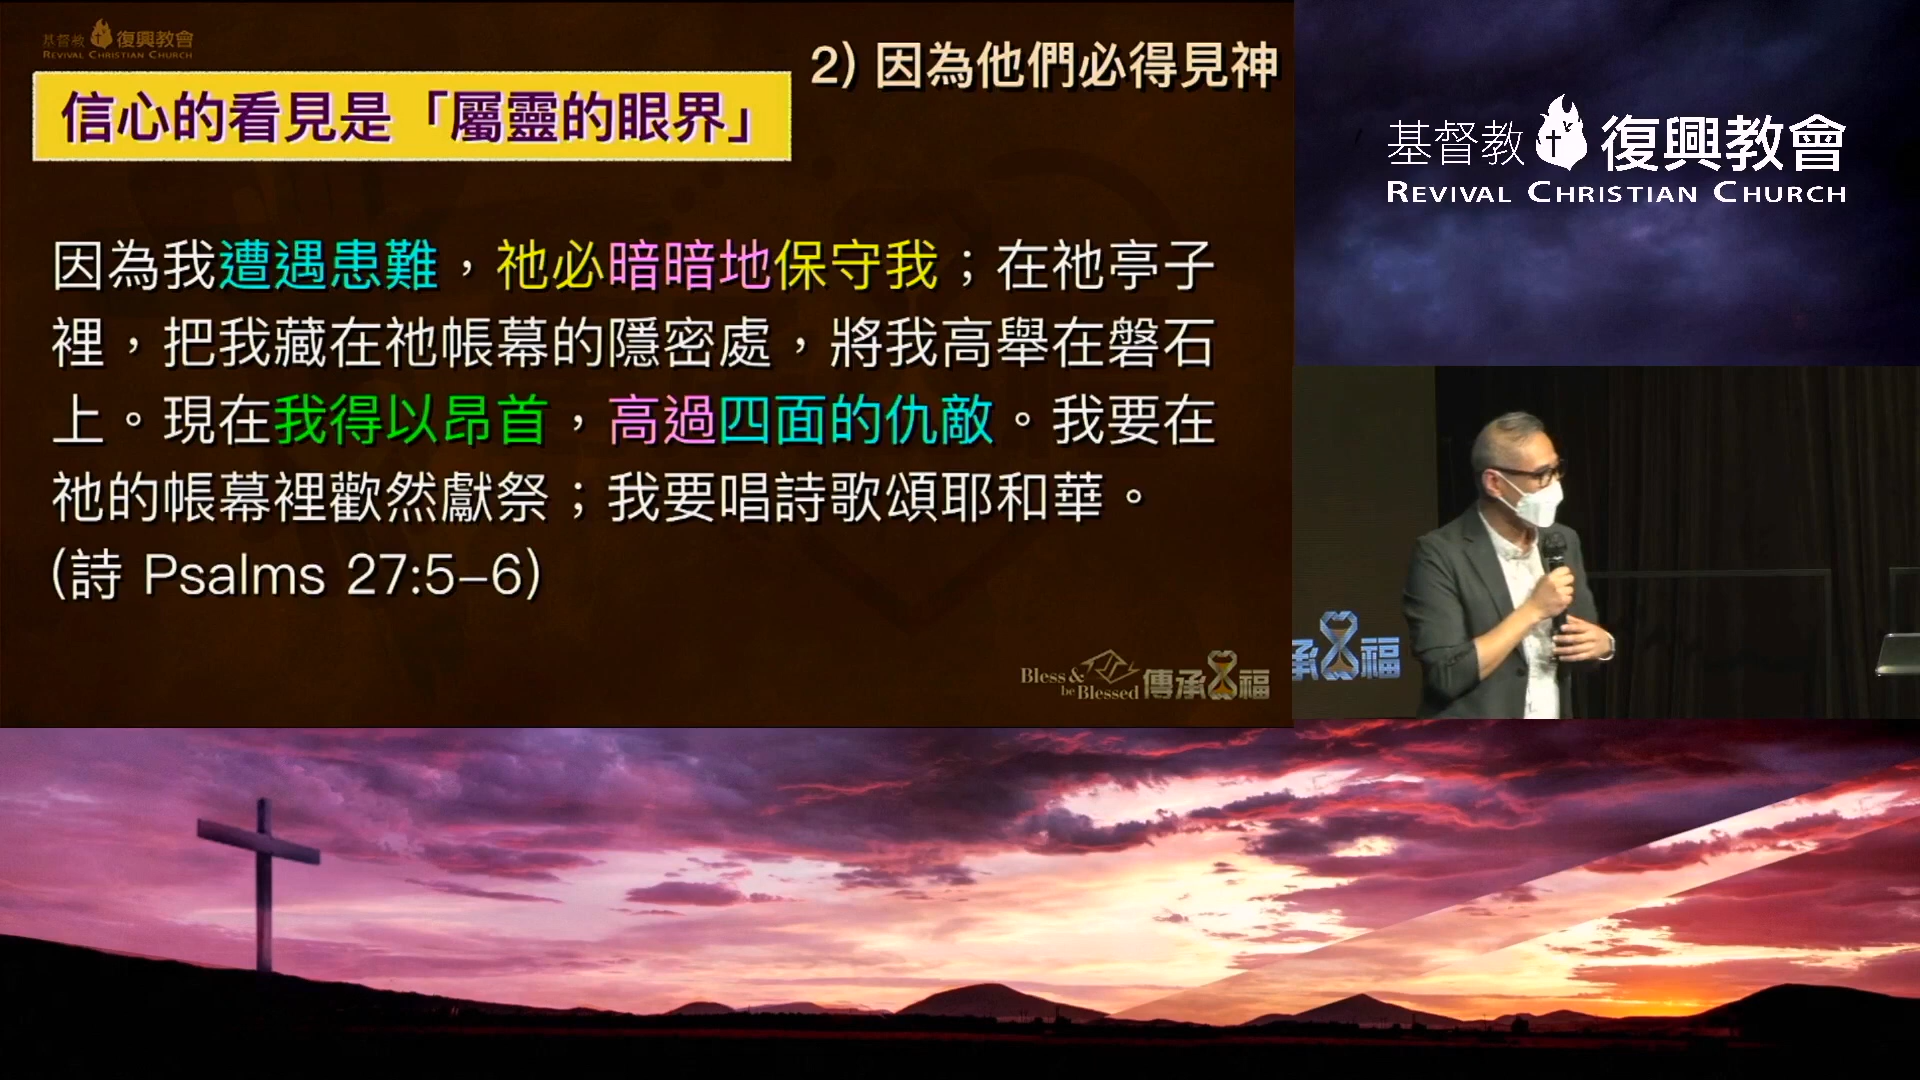 基督教 復興教會
REVIVAL CHRISTIAN CHURCH
2) 因為他們必得見神
信心的看見是「屬靈的眼界」
因為我遭遇患難，祂必暗暗地保守我；在祂亭子
裡，把我藏在祂帳幕的隱密處，將我高舉在磐石
上。現在我得以昂首，高過四面的仇敵。我要在
祂的帳幕裡歡然獻祭；我要唱詩歌頌耶和華。
(詩 Psalms 27:5–6)
Bless &
be Blessed
傳承福
基督教 復興教會
REVIVAL CHRISTIAN CHURCH
承福